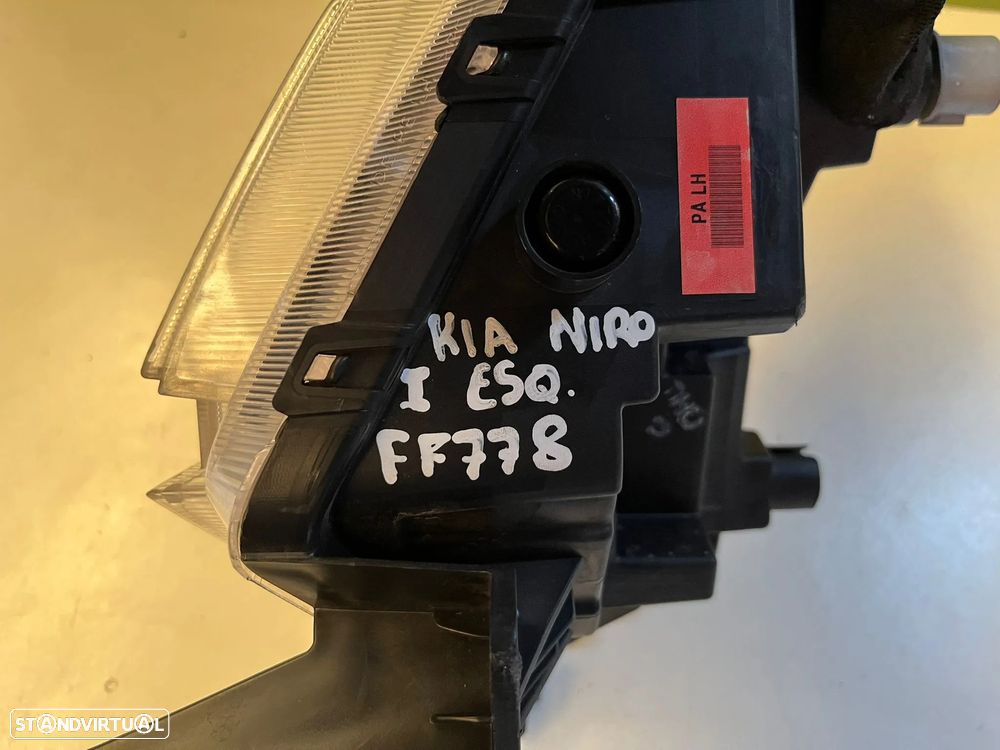 PA LH
KIA NIRO
I ESQ.
FF778
STANDVIRTUAL